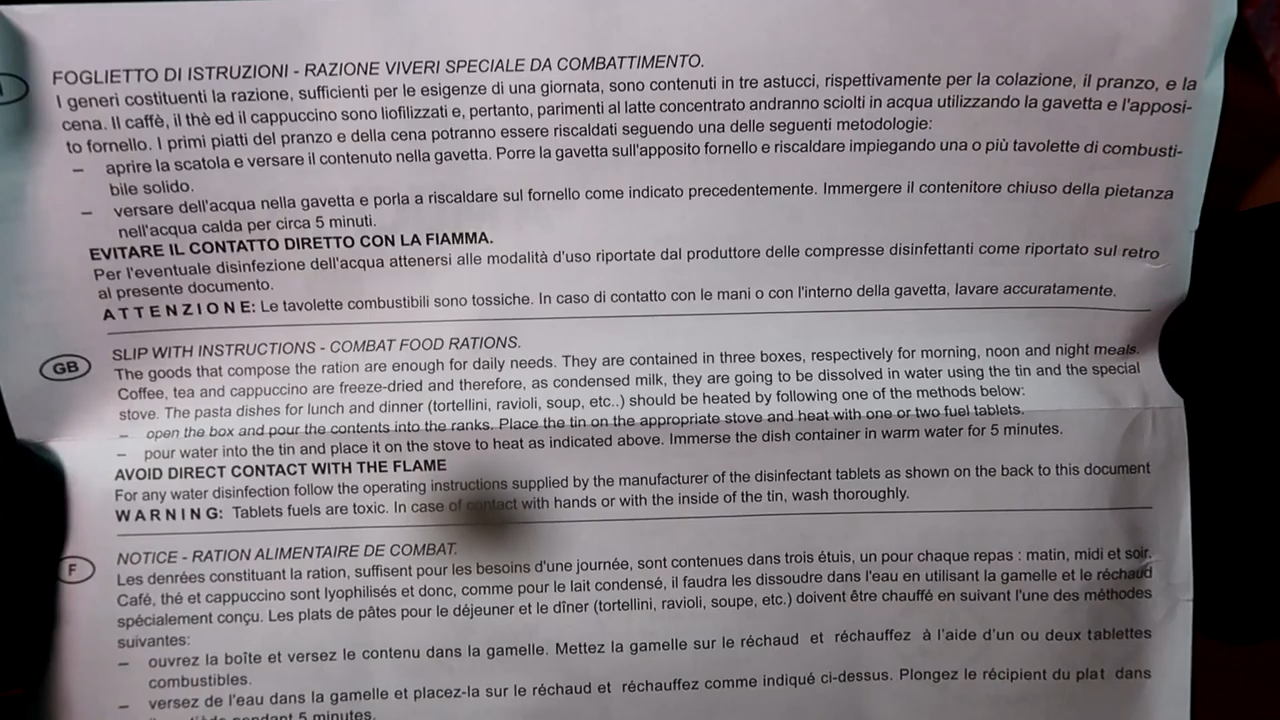 FOGLIETTO DI ISTRUZIONI - RAZIONE VIVERI SPECIALE DA COMBATTIMENTO.
I generi costituenti la razione, sufficienti per le esigenze di una giornata, sono contenuti in tre astucci, rispettivamente per la colazione, il pranzo, e la
cena. Il caffè, il thè ed il cappuccino sono liofilizzati e, pertanto, parimenti al latte concentrato andranno sciolti in acqua utilizzando la gavetta e l'apposi-
to fornello. I primi piatti del pranzo e della cena potranno essere riscaldati seguendo una delle seguenti metodologie:
– aprire la scatola e versare il contenuto nella gavetta. Porre la gavetta sull'apposito fornello e riscaldare impiegando una o più tavolette di combusti-
bile solido.
– versare dell'acqua nella gavetta e porla a riscaldare sul fornello come indicato precedentemente. Immergere il contenitore chiuso della pietanza
nell'acqua calda per circa 5 minuti.
EVITARE IL CONTATTO DIRETTO CON LA FIAMMA.
Per l'eventuale disinfezione dell'acqua attenersi alle modalità d'uso riportate dal produttore delle compresse disinfettanti come riportato sul retro
al presente documento.
ATTENZIONE: Le tavolette combustibili sono tossiche. In caso di contatto con le mani o con l'interno della gavetta, lavare accuratamente.
GB
SLIP WITH INSTRUCTIONS - COMBAT FOOD RATIONS.
The goods that compose the ration are enough for daily needs. They are contained in three boxes, respectively for morning, noon and night meals.
Coffee, tea and cappuccino are freeze-dried and therefore, as condensed milk, they are going to be dissolved in water using the tin and the special
stove. The pasta dishes for lunch and dinner (tortellini, ravioli, soup, etc..) should be heated by following one of the methods below:
– open the box and pour the contents into the ranks. Place the tin on the appropriate stove and heat with one or two fuel tablets.
– pour water into the tin and place it on the stove to heat as indicated above. Immerse the dish container in warm water for 5 minutes.
AVOID DIRECT CONTACT WITH THE FLAME
For any water disinfection follow the operating instructions supplied by the manufacturer of the disinfectant tablets as shown on the back to this document
WARNING: Tablets fuels are toxic. In case of contact with hands or with the inside of the tin, wash thoroughly.
F
NOTICE - RATION ALIMENTAIRE DE COMBAT.
Les denrées constituant la ration, suffisent pour les besoins d'une journée, sont contenues dans trois étuis, un pour chaque repas : matin, midi et soir.
Café, thé et cappuccino sont lyophilisés et donc, comme pour le lait condensé, il faudra les dissoudre dans l'eau en utilisant la gamelle et le réchaud
spécialement conçu. Les plats de pâtes pour le déjeuner et le dîner (tortellini, ravioli, soupe, etc.) doivent être chauffé en suivant l'une des méthodes
suivantes:
– ouvrez la boîte et versez le contenu dans la gamelle. Mettez la gamelle sur le réchaud et réchauffez à l'aide d'un ou deux tablettes
combustibles.
– versez de l'eau dans la gamelle et placez-la sur le réchaud et réchauffez comme indiqué ci-dessus. Plongez le récipient du plat dans
pendant 5 minutes.